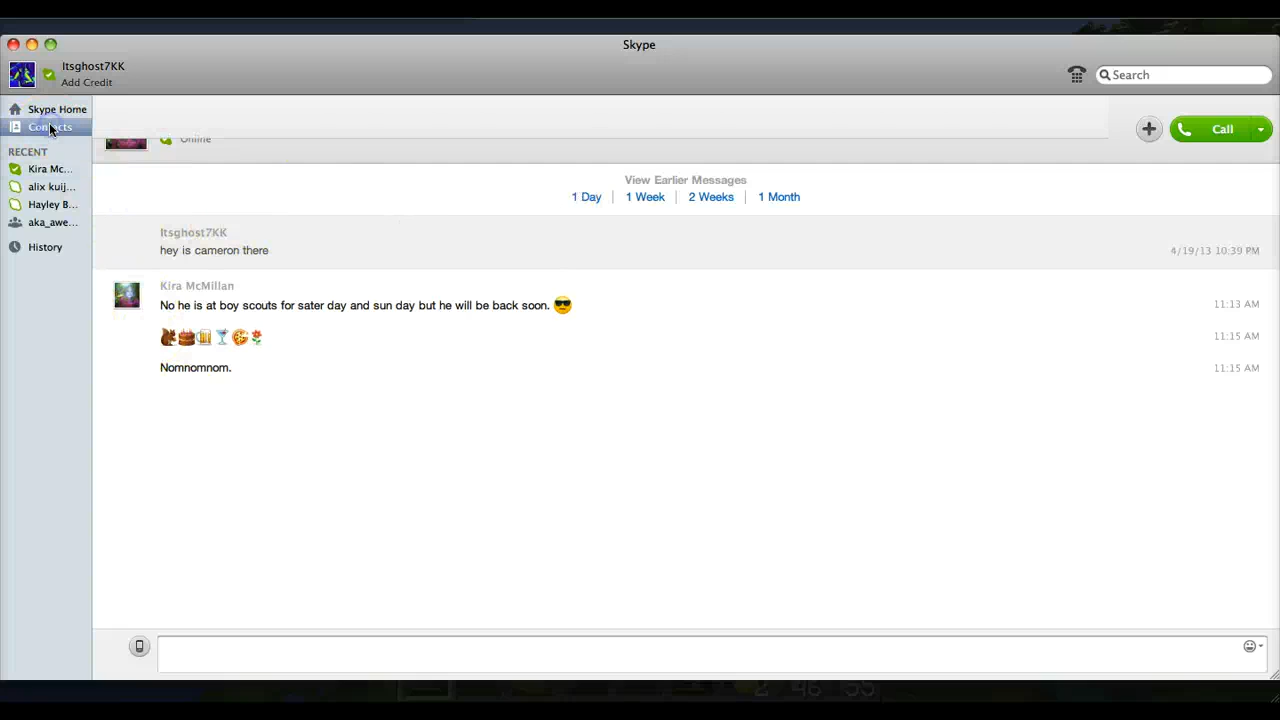 Skype
Itsghost7KK
Add Credit
Search
Skype Home
Contacts
Call
Online
RECENT
Kira Mc...
alix kuij...
Hayley B...
aka_awe...
History
View Earlier Messages
1 Day | 1 Week | 2 Weeks | 1 Month
Itsghost7KK
hey is cameron there 4/19/13 10:39 PM
Kira McMillan
No he is at boy scouts for sater day and sun day but he will be back soon. 11:13 AM
11:15 AM
Nomnomnom. 11:15 AM